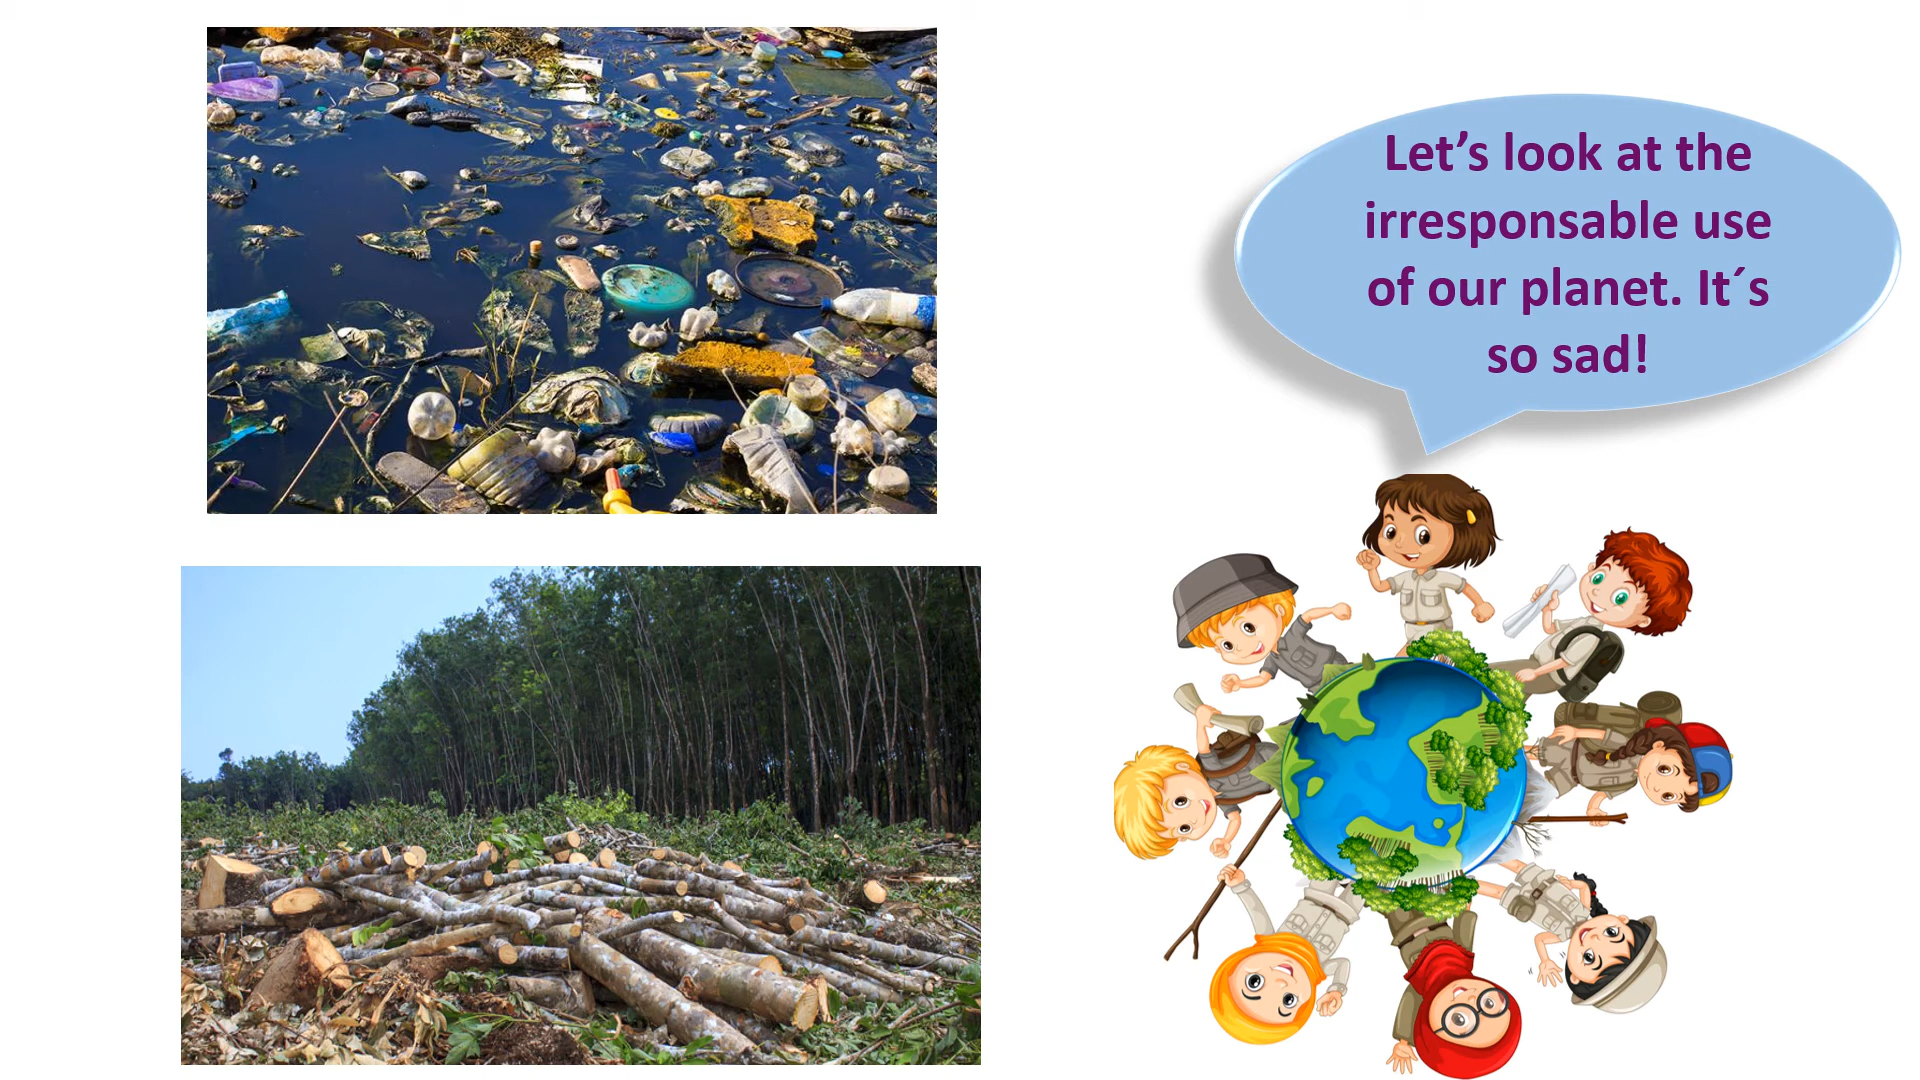 Let’s look at the
irresponsable use
of our planet. It´s
so sad!